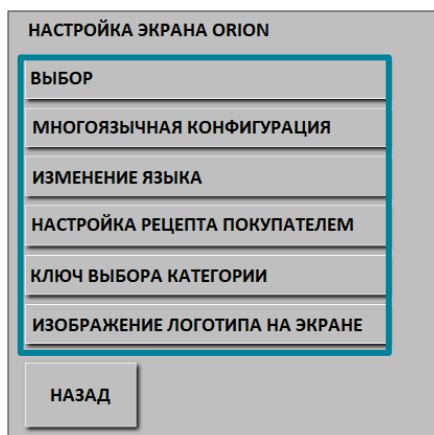 НАСТРОЙКА ЭКРАНА ORION
ВЫБОР
МНОГОЯЗЫЧНАЯ КОНФИГУРАЦИЯ
ИЗМЕНЕНИЕ ЯЗЫКА
НАСТРОЙКА РЕЦЕПТА ПОКУПАТЕЛЕМ
КЛЮЧ ВЫБОРА КАТЕГОРИИ
ИЗОБРАЖЕНИЕ ЛОГОТИПА НА ЭКРАНЕ
НАЗАД